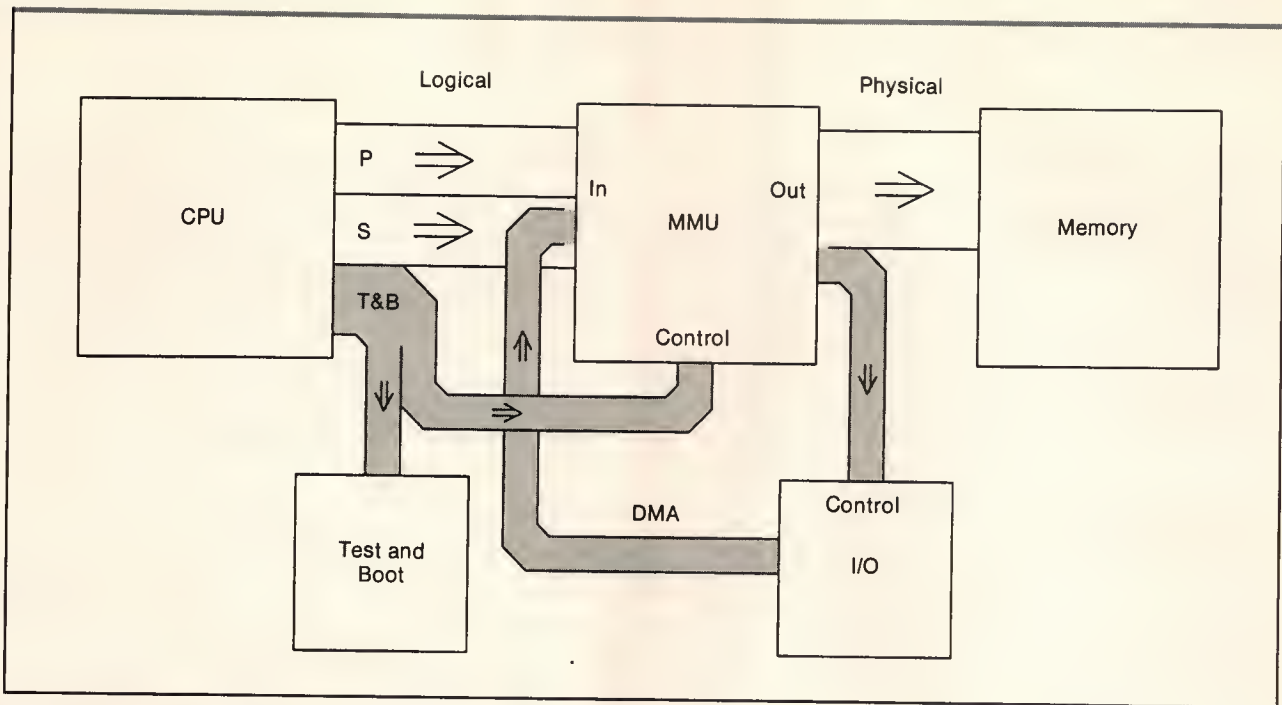 Logical
Physical
P
In
Out
CPU
S
MMU
Memory
T&B
Control
DMA
Control
Test and
Boot
I/O